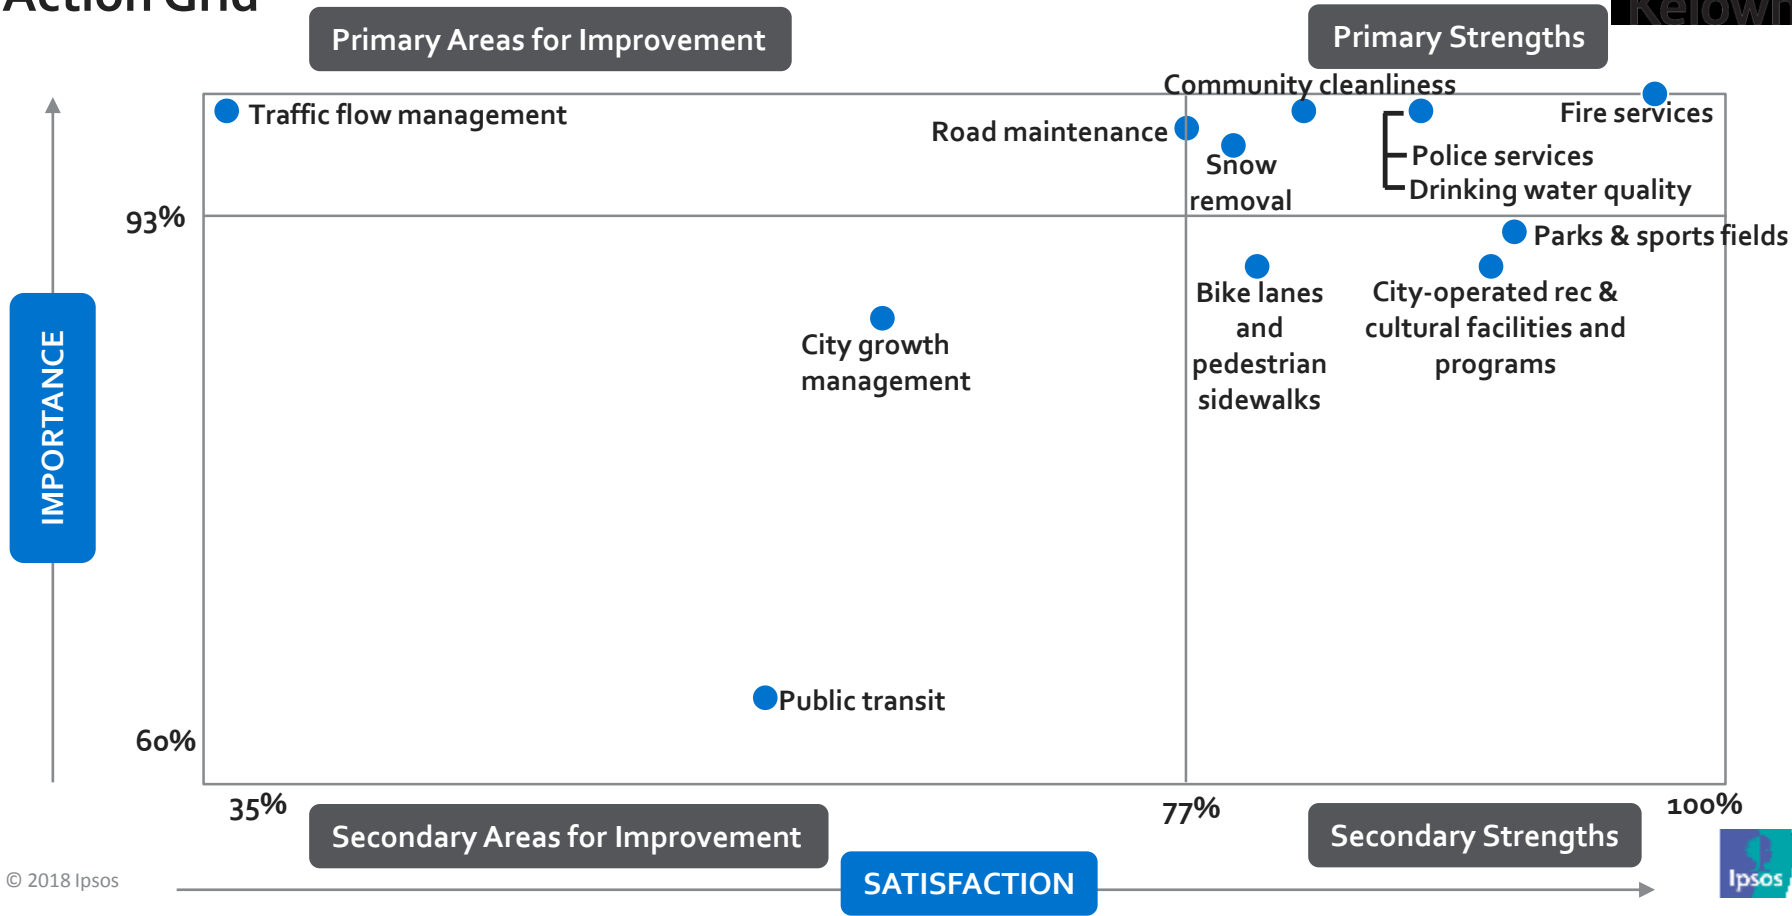 Action Grid
Kelown
Primary Areas for Improvement
Primary Strengths
Community cleanliness
Traffic flow management
Fire services
Road maintenance
Snow
removal
Police services
Drinking water quality
93%
Parks & sports fields
Bike lanes
and
pedestrian
sidewalks
City-operated rec &
cultural facilities and
programs
City growth
management
IMPORTANCE
Public transit
60%
35%
77%
100%
Secondary Areas for Improvement
Secondary Strengths
SATISFACTION
© 2018 Ipsos
Ipsos